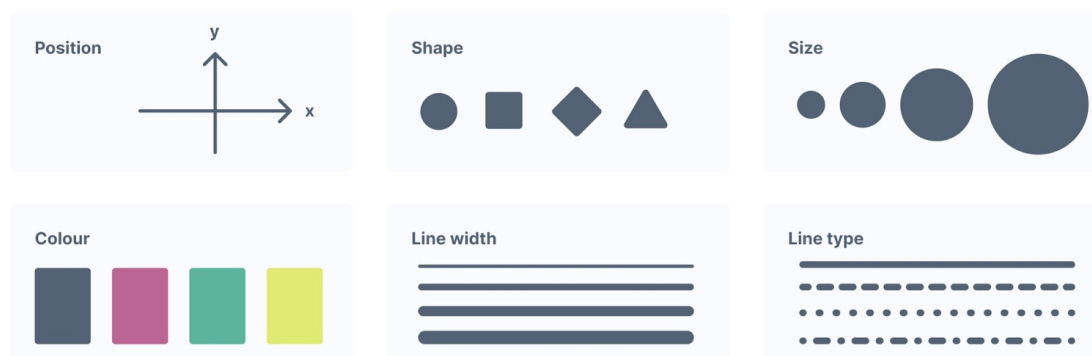 Position
y
x
Shape
Size
Colour
Line width
Line type